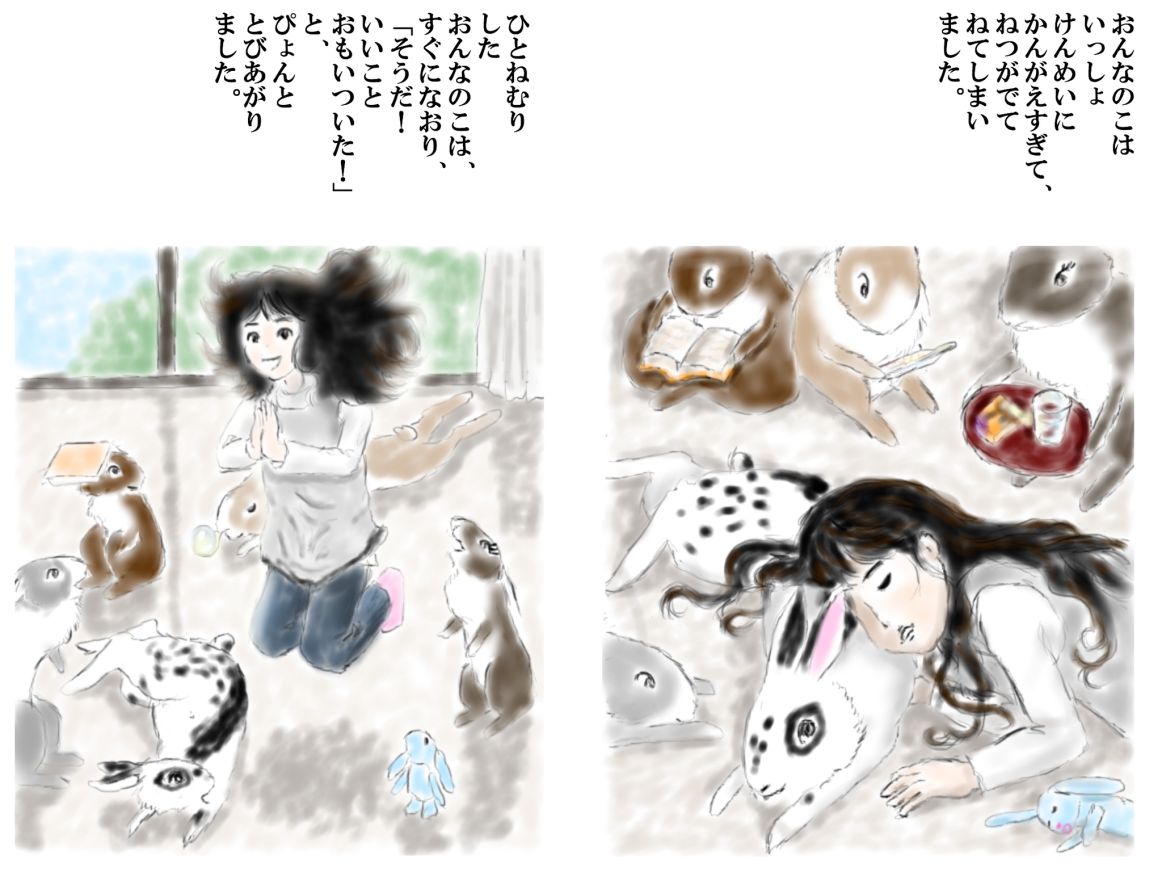 おんなのこは
いっしょ
けんめいに
かんがえすぎて、
ねつがでて
ねてしまい
ました。
ひとねむり
した
おんなのこは、
すぐになおり、
「そうだ！
いいこと
おもいついた！」
と、
ぴょんと
とびあがり
ました。